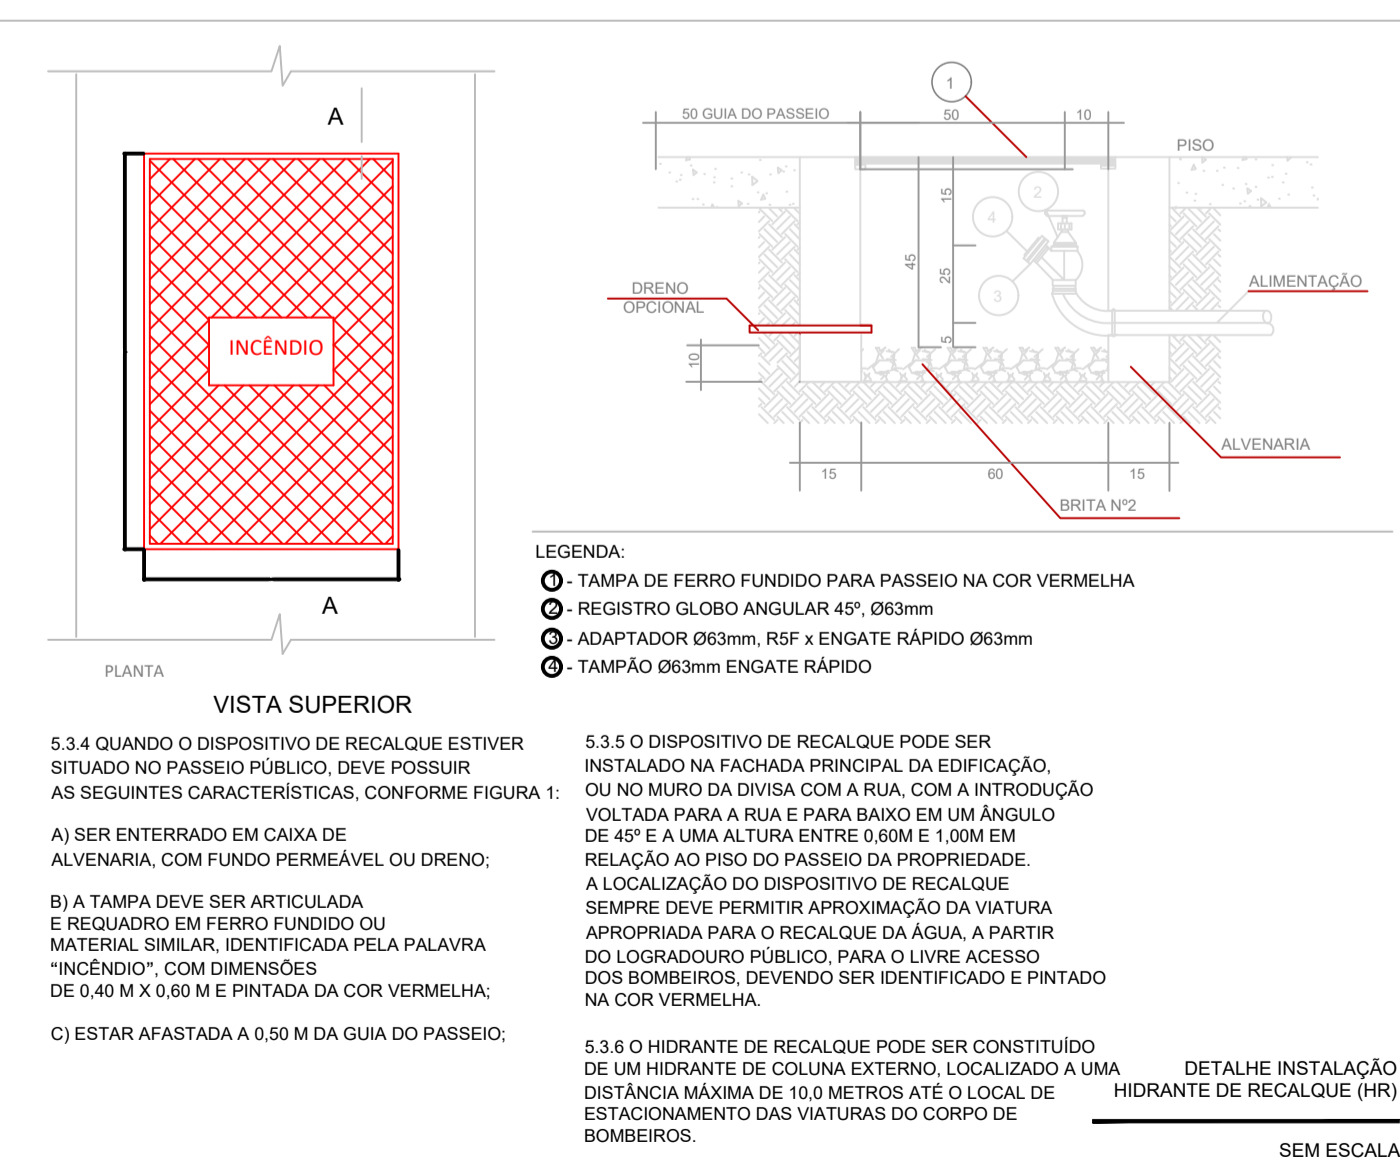 A
INCÊNDIO
A
PLANTA
VISTA SUPERIOR
1
50 GUIA DO PASSEIO
50
10
PISO
15
2
4
45
25
3
ALIMENTAÇÃO
DRENO
OPCIONAL
5
10
ALVENARIA
15
60
15
BRITA Nº2
LEGENDA:
1 - TAMPA DE FERRO FUNDIDO PARA PASSEIO NA COR VERMELHA
2 - REGISTRO GLOBO ANGULAR 45º, Ø63mm
3 - ADAPTADOR Ø63mm, R5F x ENGATE RÁPIDO Ø63mm
4 - TAMPÃO Ø63mm ENGATE RÁPIDO
5.3.4 QUANDO O DISPOSITIVO DE RECALQUE ESTIVER
SITUADO NO PASSEIO PÚBLICO, DEVE POSSUIR
AS SEGUINTES CARACTERÍSTICAS, CONFORME FIGURA 1:
A) SER ENTERRADO EM CAIXA DE
ALVENARIA, COM FUNDO PERMEÁVEL OU DRENO;
B) A TAMPA DEVE SER ARTICULADA
E REQUADRO EM FERRO FUNDIDO OU
MATERIAL SIMILAR, IDENTIFICADA PELA PALAVRA
“INCÊNDIO”, COM DIMENSÕES
DE 0,40 M X 0,60 M E PINTADA DA COR VERMELHA;
C) ESTAR AFASTADA A 0,50 M DA GUIA DO PASSEIO;
5.3.5 O DISPOSITIVO DE RECALQUE PODE SER
INSTALADO NA FACHADA PRINCIPAL DA EDIFICAÇÃO,
OU NO MURO DA DIVISA COM A RUA, COM A INTRODUÇÃO
VOLTADA PARA A RUA E PARA BAIXO EM UM ÂNGULO
DE 45º E A UMA ALTURA ENTRE 0,60M E 1,00M EM
RELAÇÃO AO PISO DO PASSEIO DA PROPRIEDADE.
A LOCALIZAÇÃO DO DISPOSITIVO DE RECALQUE
SEMPRE DEVE PERMITIR APROXIMAÇÃO DA VIATURA
APROPRIADA PARA O RECALQUE DA ÁGUA, A PARTIR
DO LOGRADOURO PÚBLICO, PARA O LIVRE ACESSO
DOS BOMBEIROS, DEVENDO SER IDENTIFICADO E PINTADO
NA COR VERMELHA.
5.3.6 O HIDRANTE DE RECALQUE PODE SER CONSTITUÍDO
DE UM HIDRANTE DE COLUNA EXTERNO, LOCALIZADO A UMA
DISTÂNCIA MÁXIMA DE 10,0 METROS ATÉ O LOCAL DE
ESTACIONAMENTO DAS VIATURAS DO CORPO DE
BOMBEIROS.
DETALHE INSTALAÇÃO
HIDRANTE DE RECALQUE (HR)
SEM ESCALA